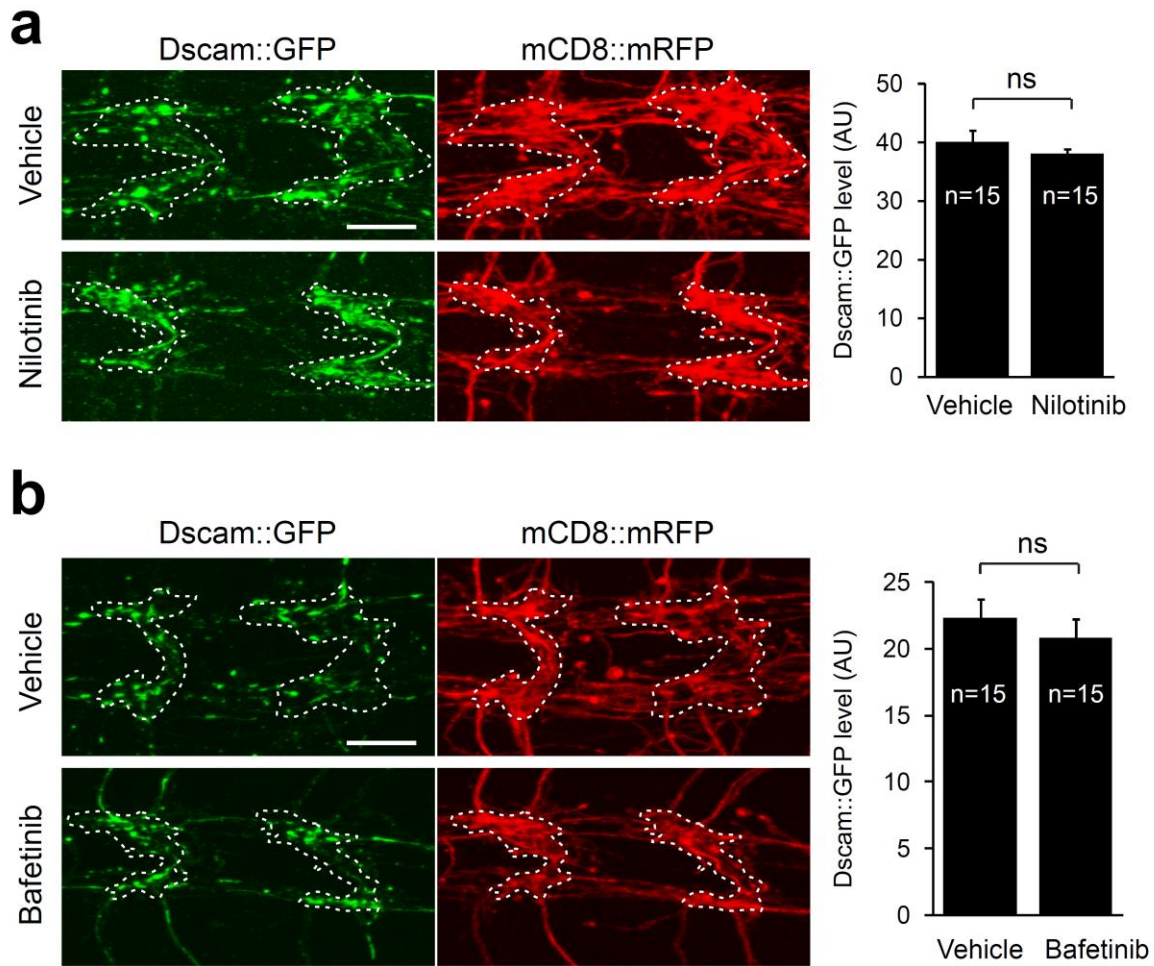 a
Dscam::GFP
mCD8::mRFP
Vehicle
Nilotinib
Dscam::GFP level (AU)
50
40
30
20
10
0
ns
n=15
n=15
Vehicle
Nilotinib
b
Dscam::GFP
mCD8::mRFP
Vehicle
Bafetinib
Dscam::GFP level (AU)
25
20
15
10
5
0
ns
n=15
n=15
Vehicle
Bafetinib